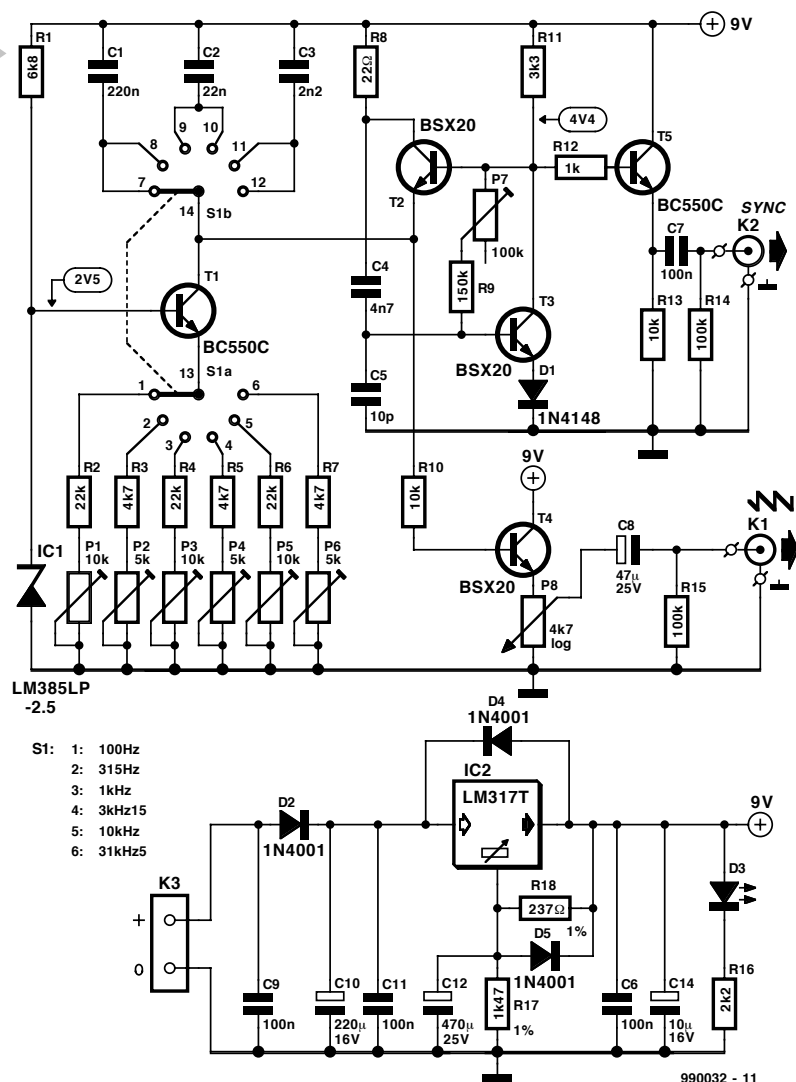 R1
6k8
C1
220n
C2
22n
C3
2n2
R8
22Ω
R11
3k3
9V
4V4
8
9
10
11
7
12
14
S1b
BSX20
T2
P7
100k
R12
1k
T5
BC550C
SYNC
K2
C7
100n
2V5
T1
BC550C
C4
4n7
150k
R9
T3
BSX20
R13
10k
R14
100k
13
S1a
1
2
3
4
5
6
C5
10p
D1
1N4148
R2
22k
R3
4k7
R4
22k
R5
4k7
R6
22k
R7
4k7
R10
10k
9V
T4
BSX20
C8
47μ
25V
K1
IC1
P1
10k
P2
5k
P3
10k
P4
5k
P5
10k
P6
5k
P8
4k7
log
R15
100k
LM385LP
-2.5
S1: 1: 100Hz
2: 315Hz
3: 1kHz
4: 3kHz15
5: 10kHz
6: 31kHz5
D4
1N4001
IC2
LM317T
D2
1N4001
9V
K3
+
0
R18
237Ω
1%
D5
1N4001
D3
C9
100n
C10
220μ
16V
C11
100n
C12
470μ
25V
1k47
R17
1%
C6
100n
C14
10μ
16V
R16
2k2
990032 - 11